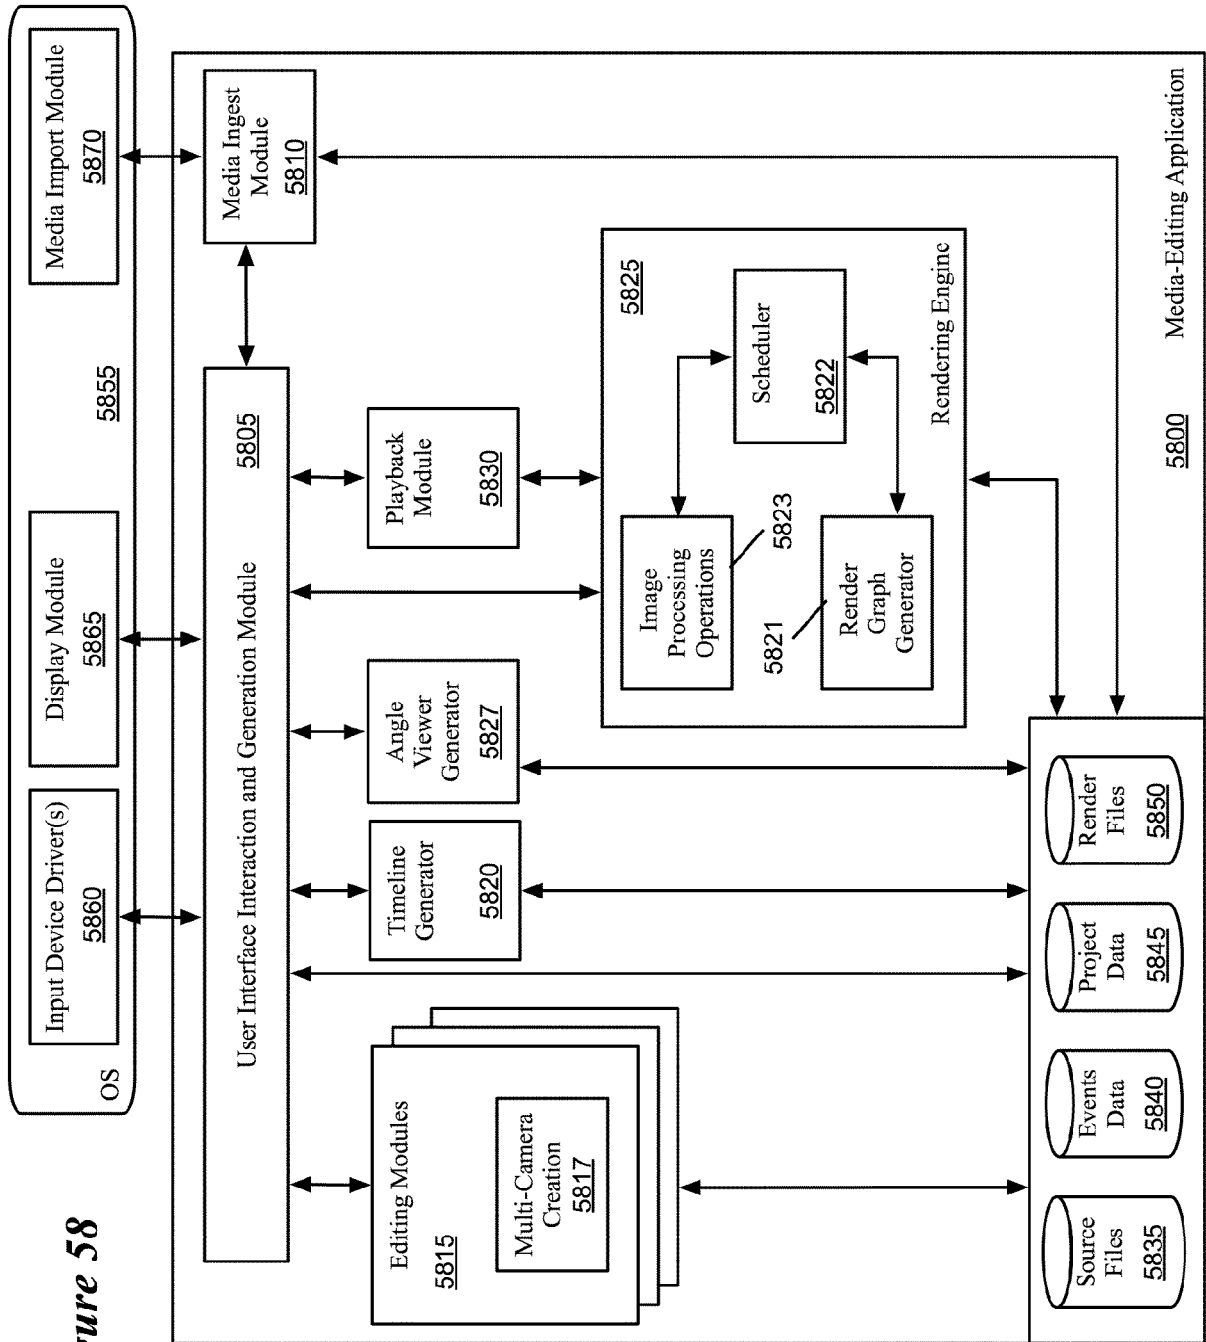 Media Import Module
5870
Display Module
5865
Input Device Driver(s)
5860
5855
OS
Media Ingest
Module
5810
User Interface Interaction and Generation Module
5805
Editing Modules
5815
Multi-Camera
Creation
5817
Timeline
Generator
5820
Angle
Viewer
Generator
5827
Playback
Module
5830
5825
Image
Processing
Operations
5823
Scheduler
5822
5821
Render
Graph
Generator
Rendering Engine
Source
Files
5835
Events
Data
5840
Project
Data
5845
Render
Files
5850
5800
Media-Editing Application
ure 58